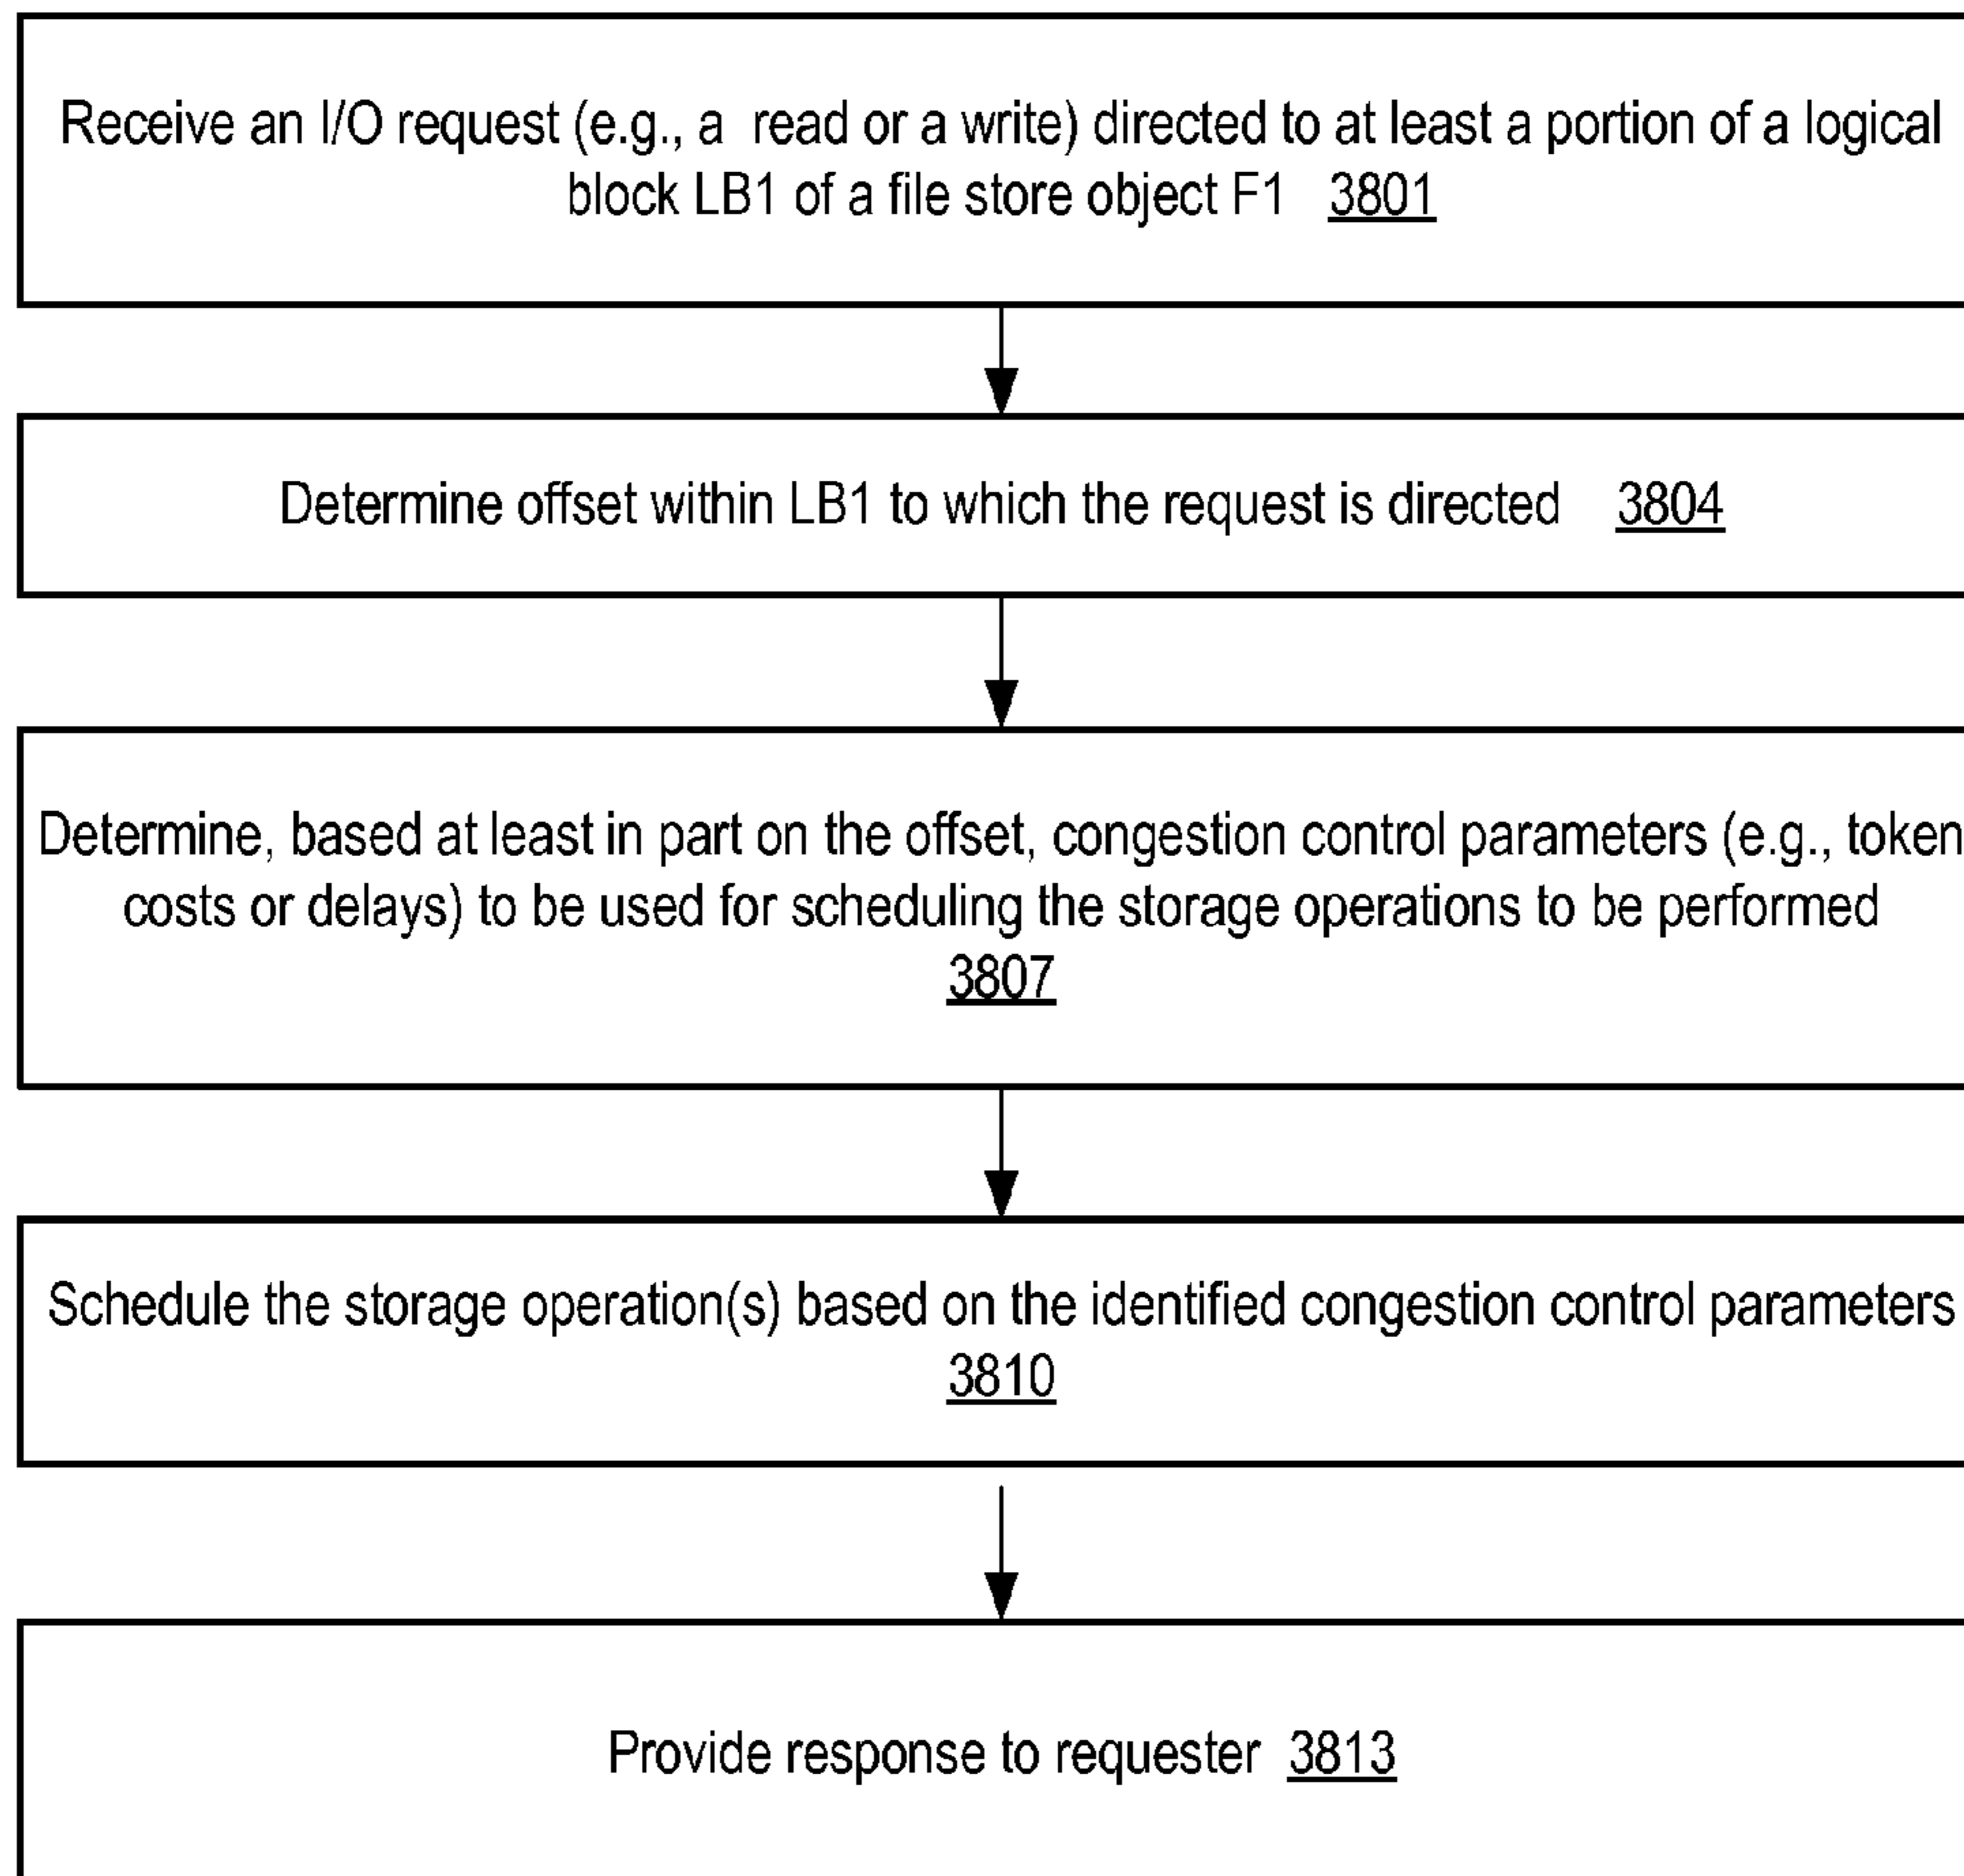 Receive an I/O request (e.g., a read or a write) directed to at least a portion of a logical
block LB1 of a file store object F1 3801
Determine offset within LB1 to which the request is directed 3804
Determine, based at least in part on the offset, congestion control parameters (e.g., token
costs or delays) to be used for scheduling the storage operations to be performed
3807
Schedule the storage operation(s) based on the identified congestion control parameters
3810
Provide response to requester 3813